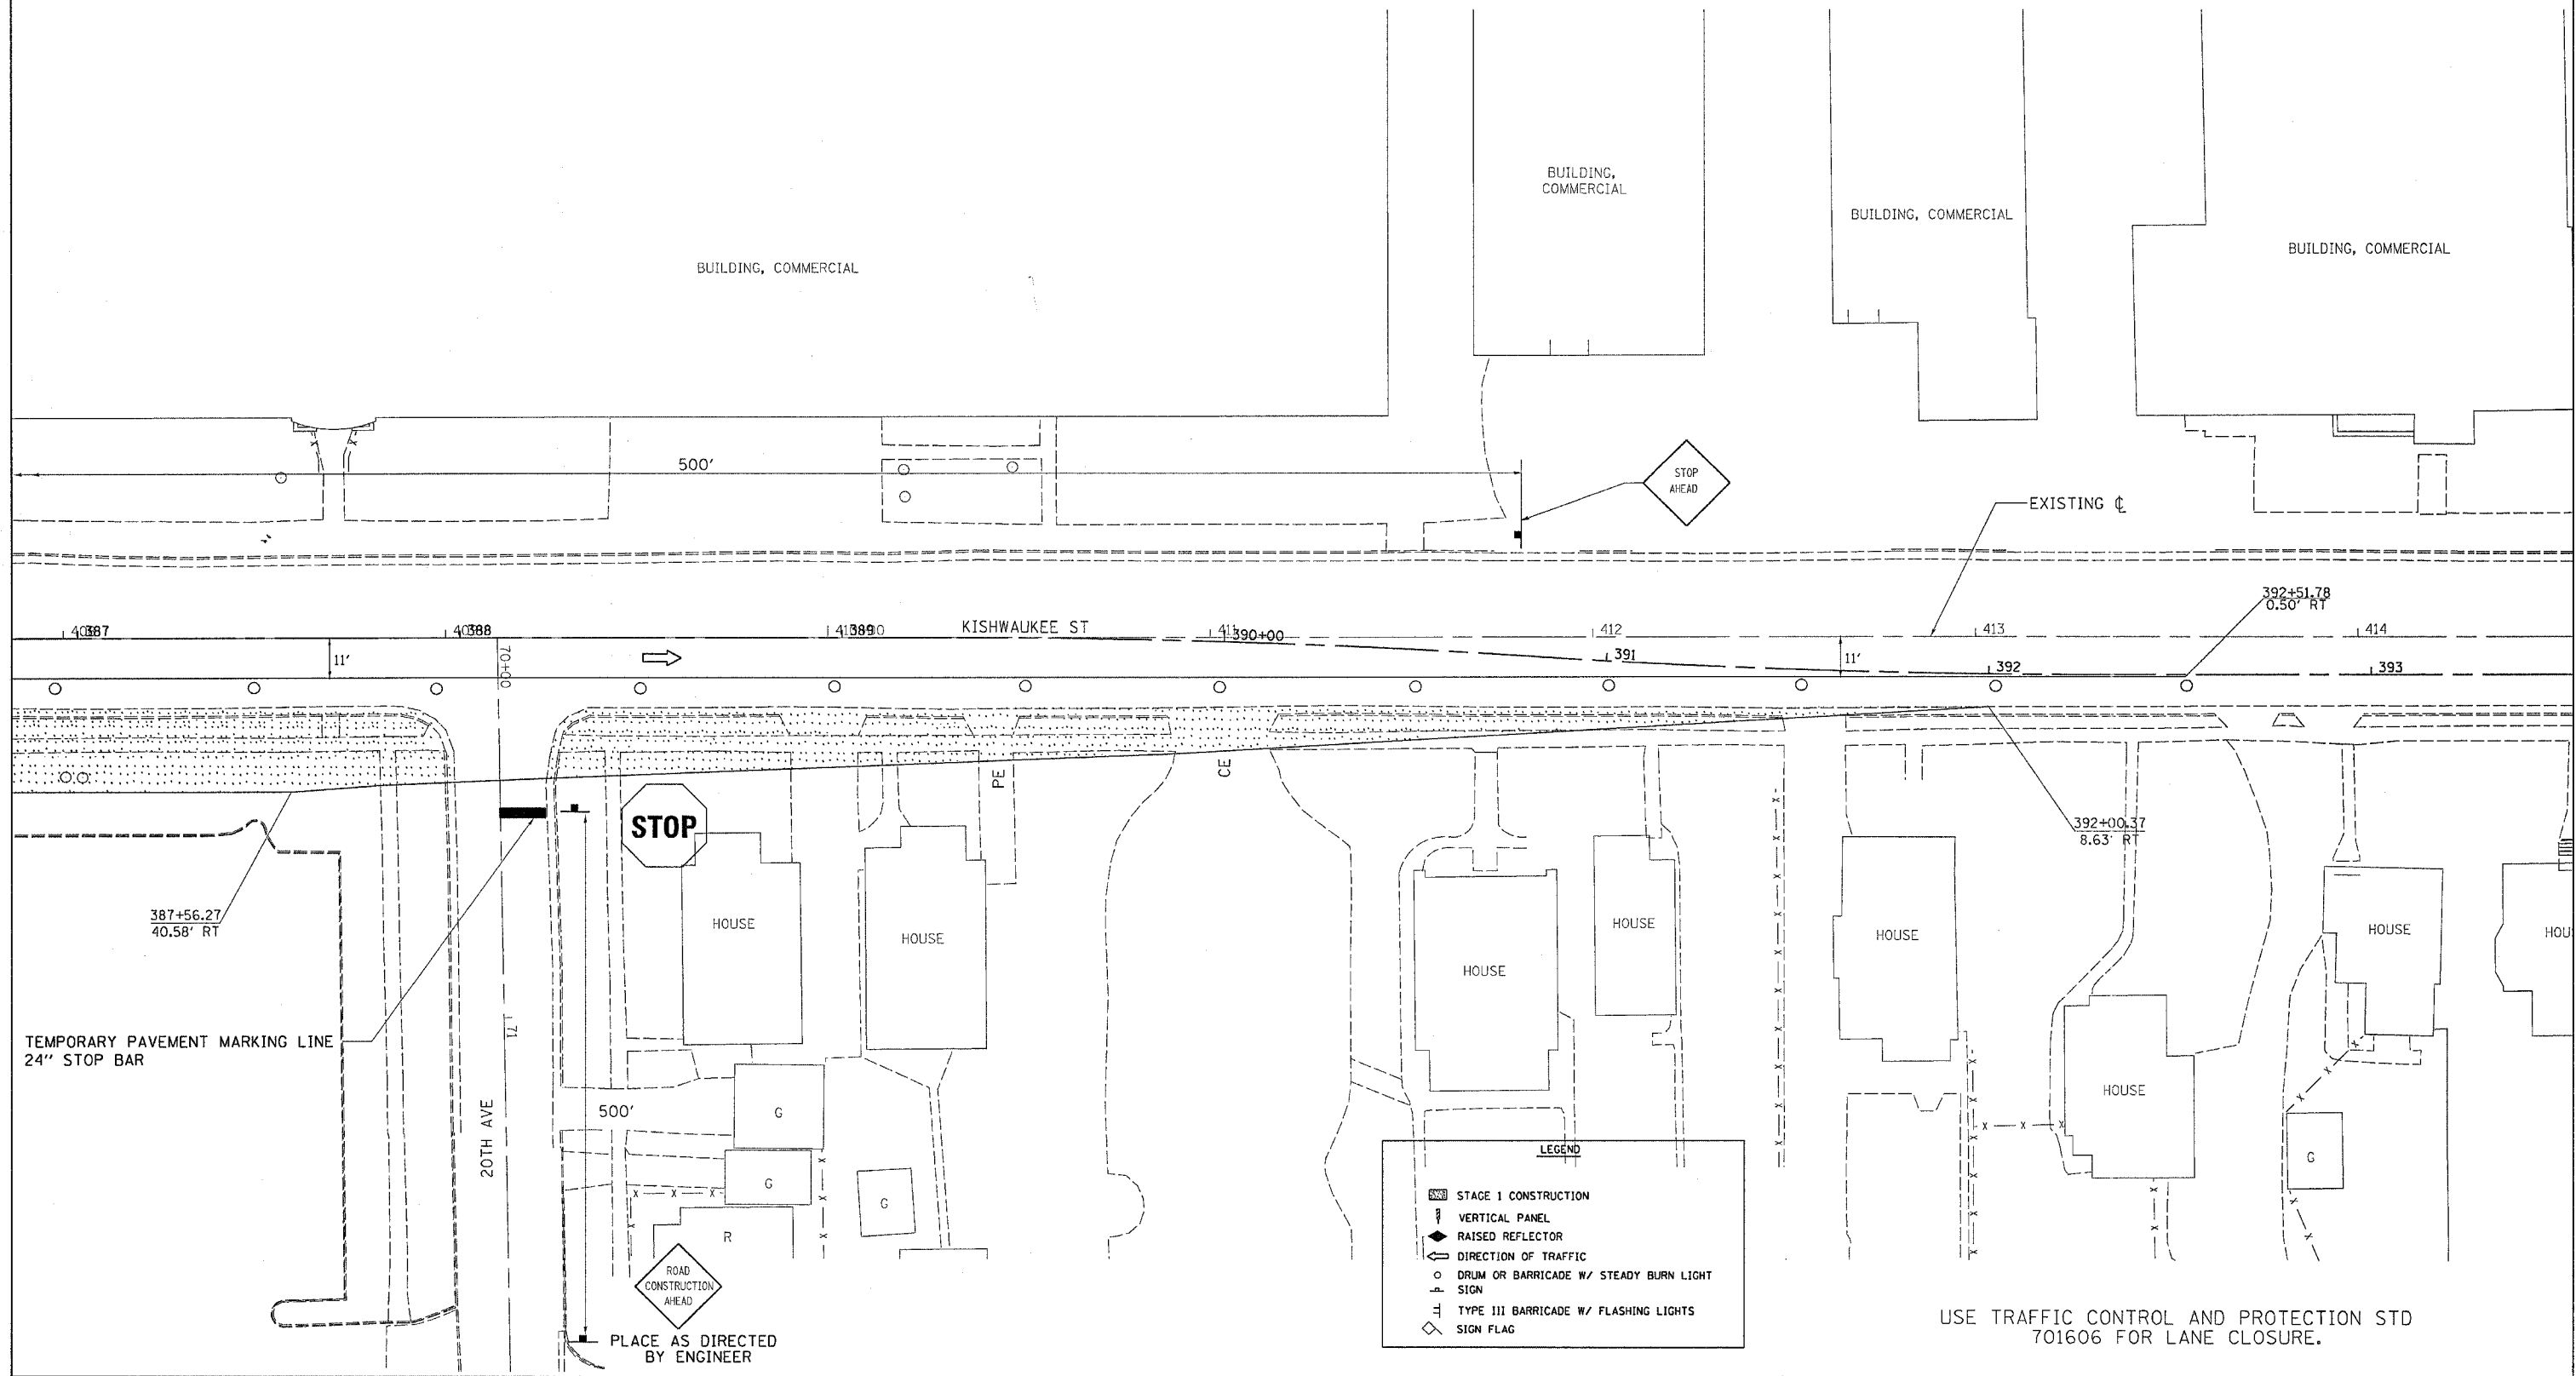 BUILDING,
COMMERCIAL
BUILDING, COMMERCIAL
BUILDING, COMMERCIAL
BUILDING, COMMERCIAL
500'
STOP
AHEAD
EXISTING ℄
392+51.78
0.50' RT
387
388
389
KISHWAUKEE ST
390+00
412
413
414
11'
70+00
391
11'
392
393
PE
CE
STOP
392+00.37
8.63' RT
387+56.27
40.58' RT
HOUSE
HOUSE
HOUSE
HOUSE
HOUSE
HOUSE
HOU
HOUSE
71
TEMPORARY PAVEMENT MARKING LINE
24" STOP BAR
20TH AVE
500'
G
G
G
G
R
ROAD
CONSTRUCTION
AHEAD
PLACE AS DIRECTED
BY ENGINEER
LEGEND
STAGE 1 CONSTRUCTION
VERTICAL PANEL
RAISED REFLECTOR
DIRECTION OF TRAFFIC
DRUM OR BARRICADE W/ STEADY BURN LIGHT
SIGN
TYPE III BARRICADE W/ FLASHING LIGHTS
SIGN FLAG
USE TRAFFIC CONTROL AND PROTECTION STD
701606 FOR LANE CLOSURE.